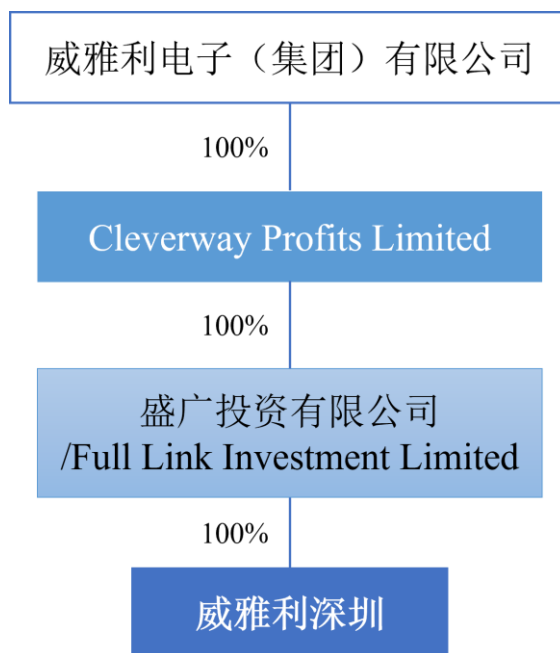 威雅利电子（集团）有限公司
100%
Cleverway Profits Limited
100%
盛广投资有限公司
/Full Link Investment Limited
100%
威雅利深圳